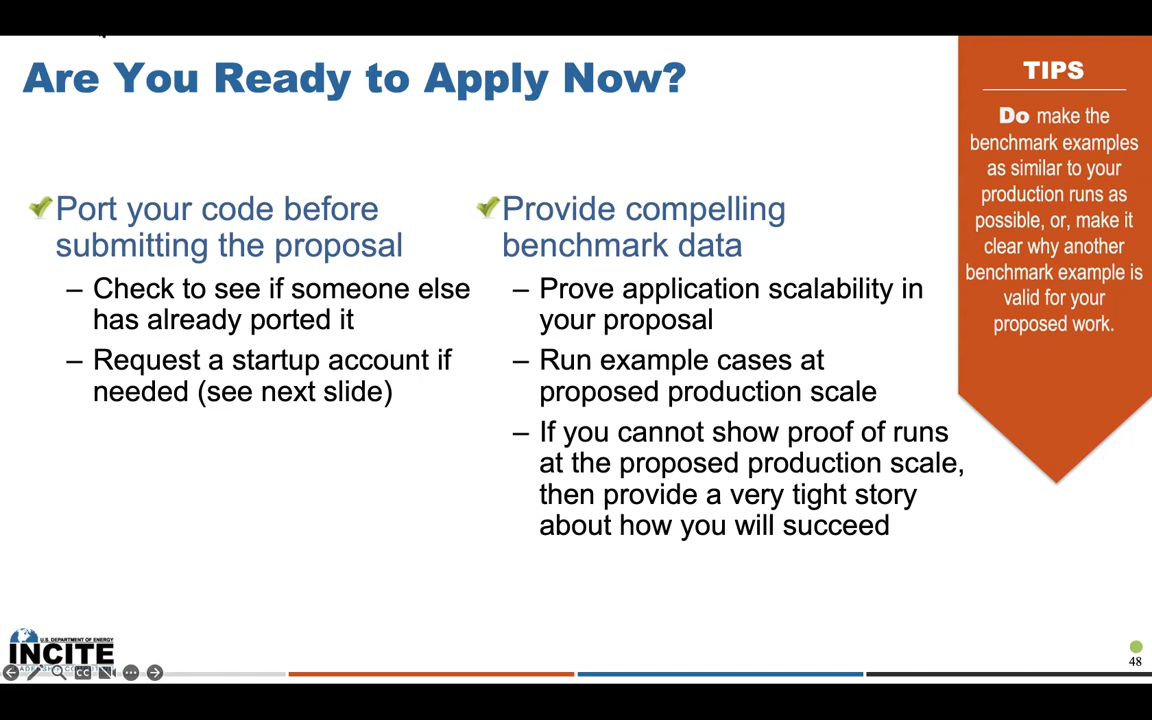 Are You Ready to Apply Now?
Port your code before
submitting the proposal
– Check to see if someone else
has already ported it
– Request a startup account if
needed (see next slide)
Provide compelling
benchmark data
– Prove application scalability in
your proposal
– Run example cases at
proposed production scale
– If you cannot show proof of runs
at the proposed production scale,
then provide a very tight story
about how you will succeed
TIPS
Do make the
benchmark examples
as similar to your
production runs as
possible, or, make it
clear why another
benchmark example is
valid for your
proposed work.
U.S. DEPARTMENT OF ENERGY
INCITE
CC
48